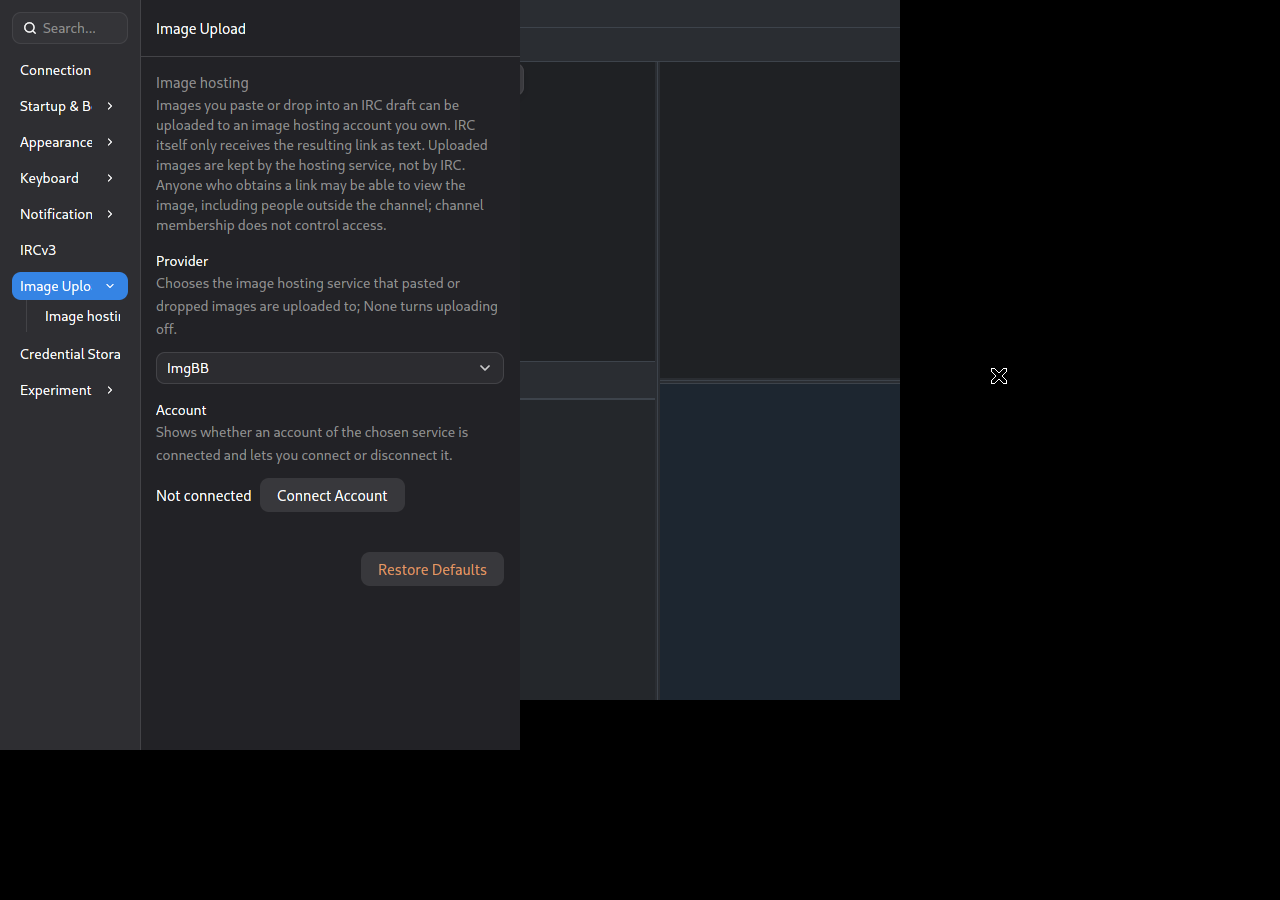 Search...
Connection
Startup & B
Appearance
Keyboard
Notification
IRCv3
Image Uplo
Image hostin
Credential Stora
Experiment
Image Upload
Image hosting
Images you paste or drop into an IRC draft can be
uploaded to an image hosting account you own. IRC
itself only receives the resulting link as text. Uploaded
images are kept by the hosting service, not by IRC.
Anyone who obtains a link may be able to view the
image, including people outside the channel; channel
membership does not control access.
Provider
Chooses the image hosting service that pasted or
dropped images are uploaded to; None turns uploading
off.
ImgBB
Account
Shows whether an account of the chosen service is
connected and lets you connect or disconnect it.
Not connected
Connect Account
Restore Defaults